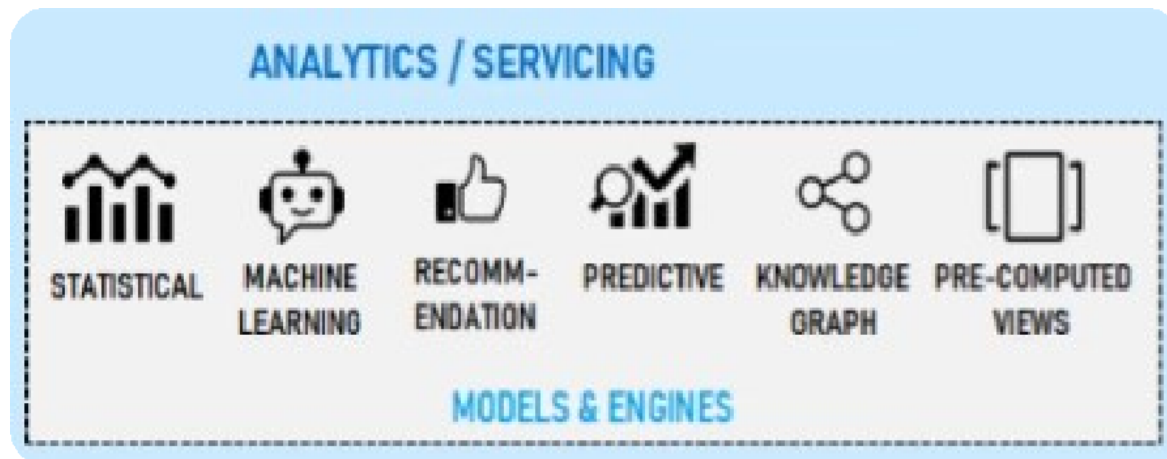 ANALYTICS / SERVICING
STATISTICAL
MACHINE
LEARNING
RECOMM-
ENDATION
PREDICTIVE
KNOWLEDGE
GRAPH
PRE-COMPUTED
VIEWS
MODELS & ENGINES